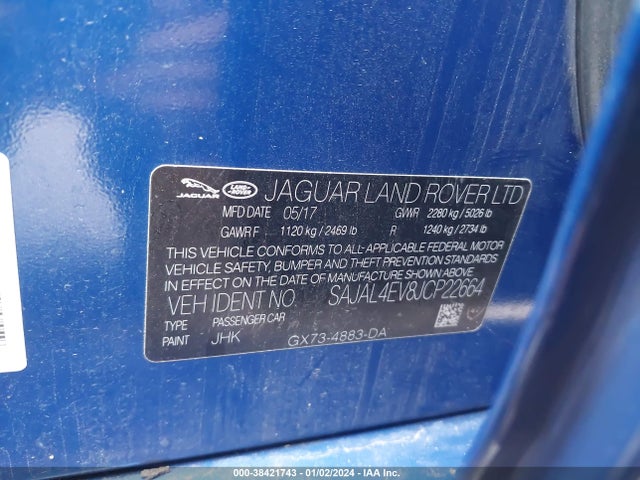 JAGUAR LAND-ROVER JAGUAR LAND ROVER LTD
MFD DATE 05/17 GVWR 2280 kg / 5026 lb
GAWR F 1120 kg / 2469 lb R 1240 kg / 2734 lb
THIS VEHICLE CONFORMS TO ALL-APPLICABLE FEDERAL MOTOR
VEHICLE SAFETY, BUMPER AND THEFT PREVENTION STANDARDS
IN EFFECT ON THE DATE OF MANUFACTURE SHOWN ABOVE.
VEH IDENT NO. SAJAL4EV8JCP22664
TYPE PASSENGER CAR
PAINT JHK GX73-4883-DA
000-38421743 - 01/02/2024 - IAA Inc.